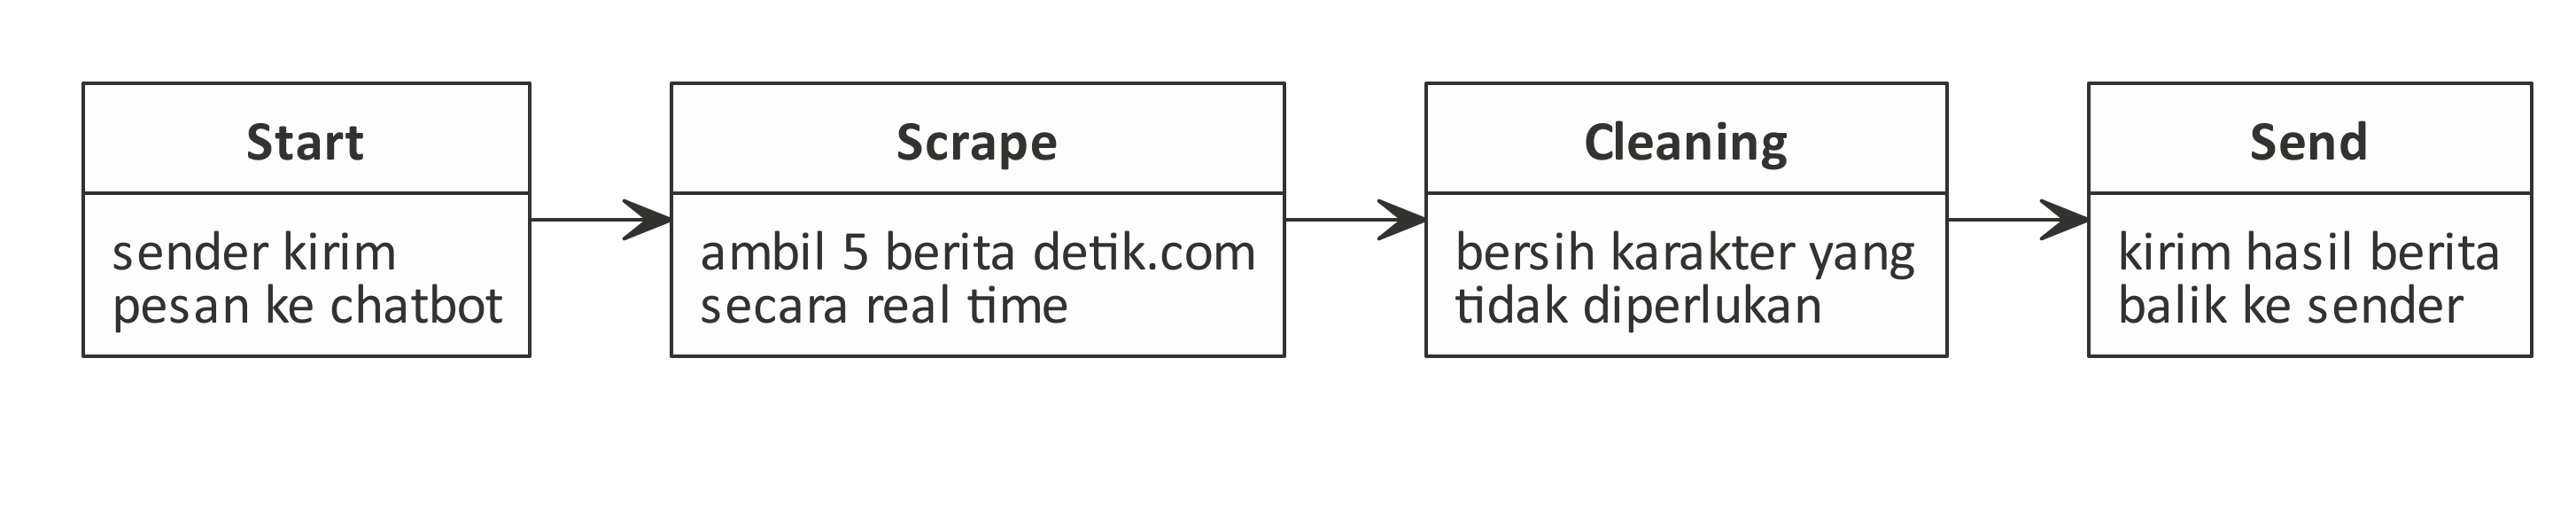 Start
sender kirim
pesan ke chatbot
Scrape
ambil 5 berita detik.com
secara real time
Cleaning
bersih karakter yang
tidak diperlukan
Send
kirim hasil berita
balik ke sender